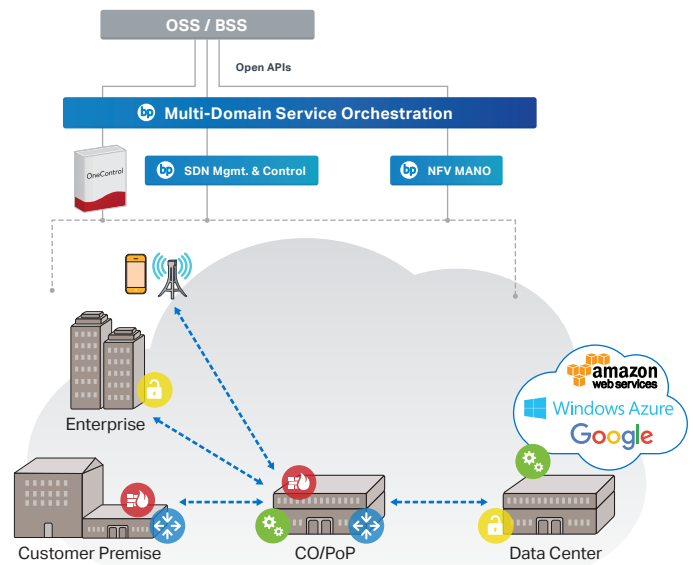 OSS / BSS
Open APIs
bp Multi-Domain Service Orchestration
OneControl
bp SDN Mgmt. & Control
bp NFV MANO
Enterprise
amazon
web services
Windows Azure
Google
Customer Premise
CO/PoP
Data Center